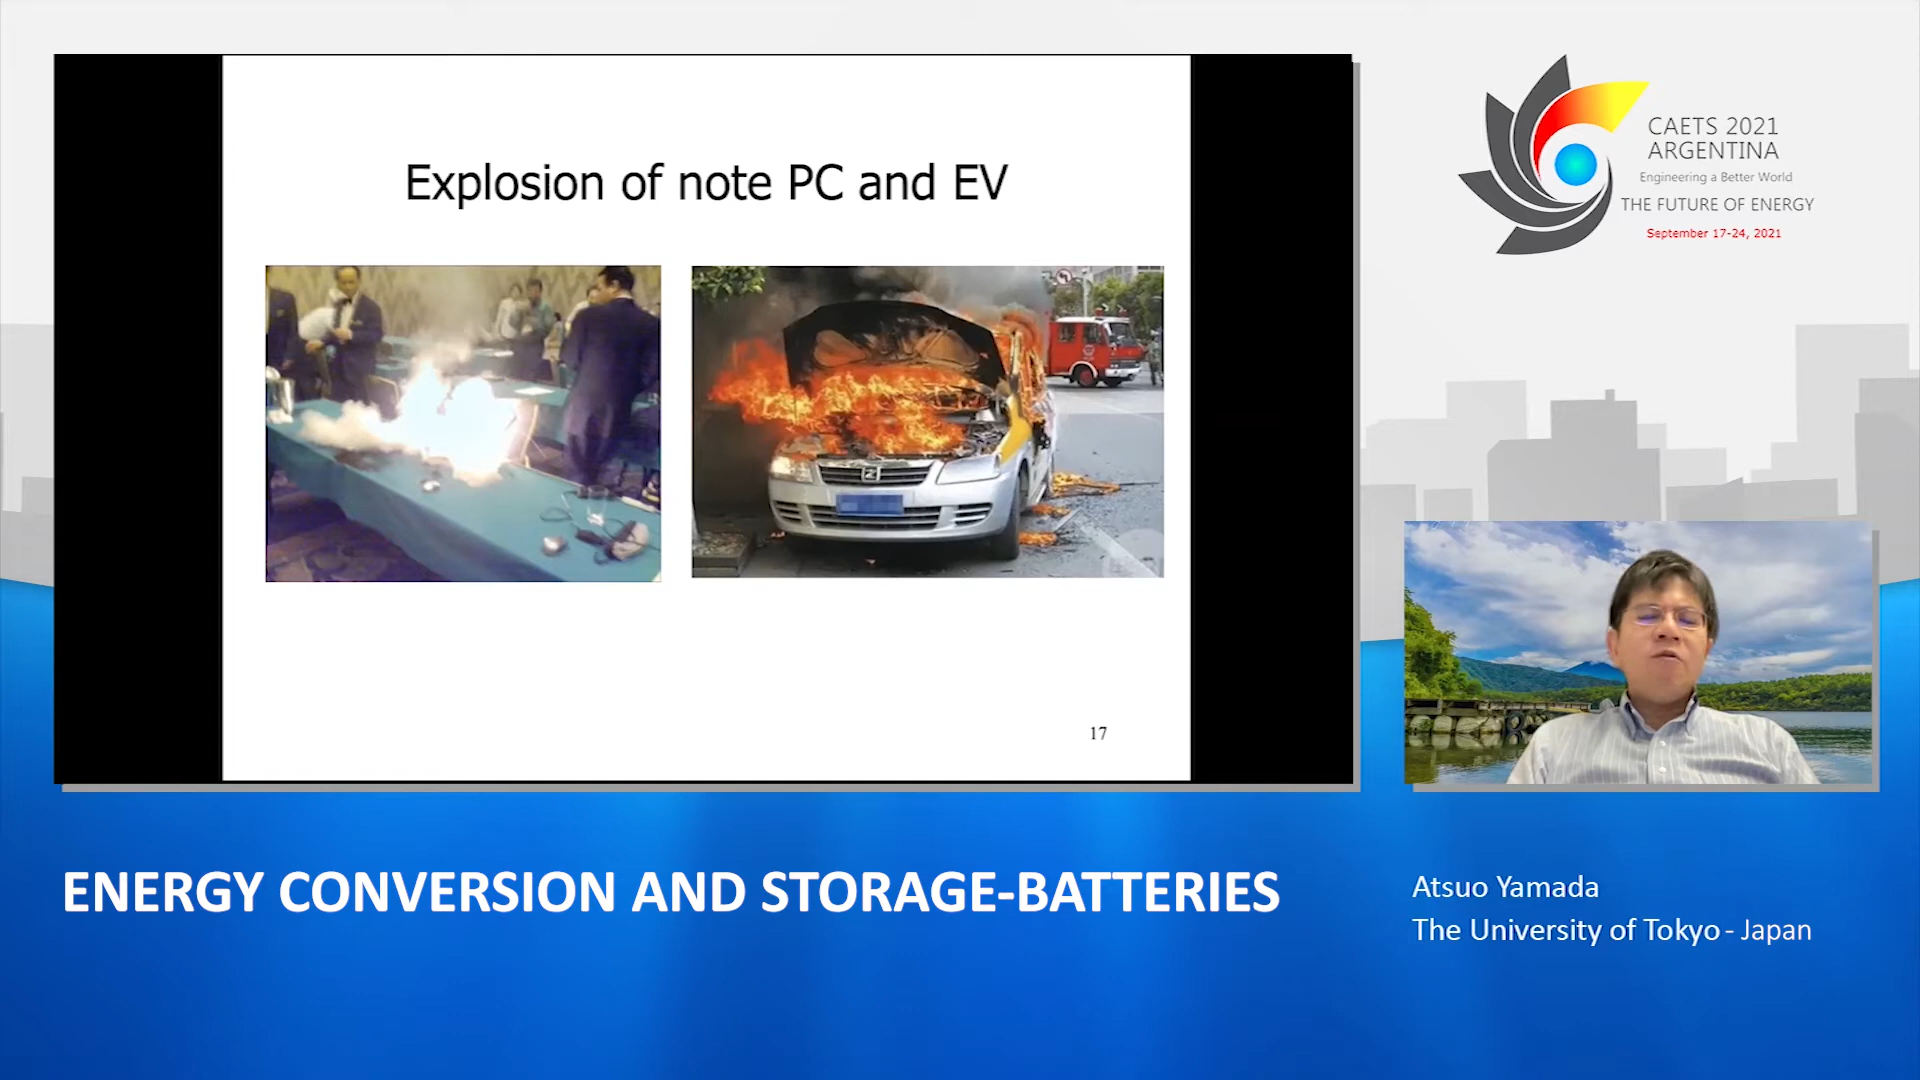 Explosion of note PC and EV
17
CAETS 2021
ARGENTINA
Engineering a Better World
THE FUTURE OF ENERGY
September 17-24, 2021
ENERGY CONVERSION AND STORAGE-BATTERIES
Atsuo Yamada
The University of Tokyo - Japan